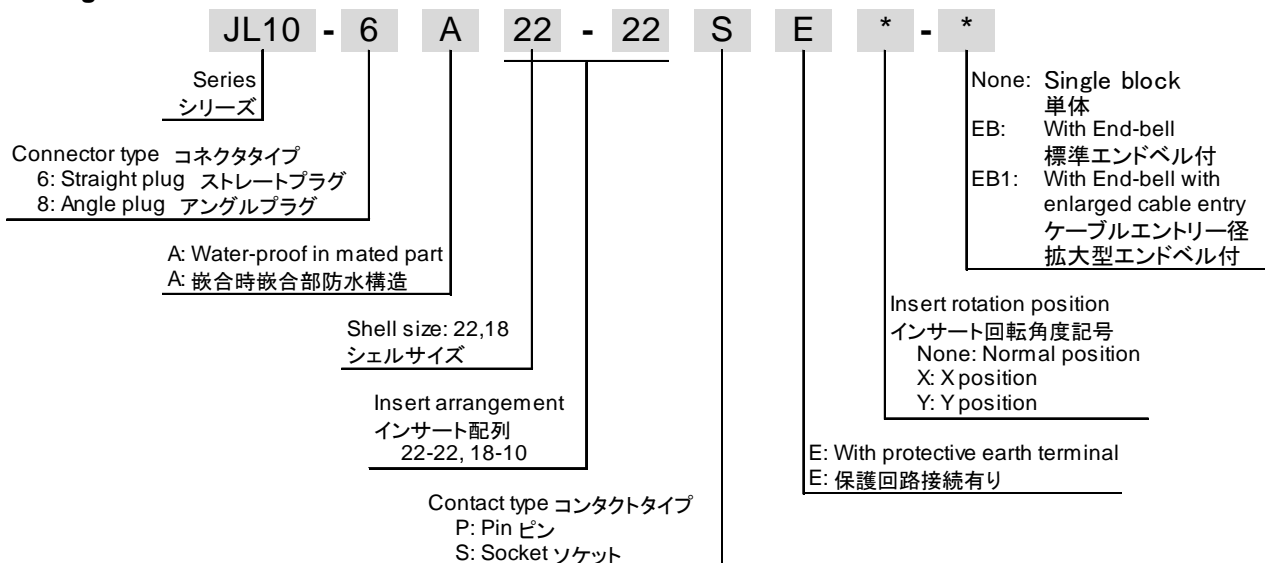 JL10 - 6 A 22 - 22 S E * - *
Series
シリーズ
Connector type コネクタタイプ
6: Straight plug ストレートプラグ
8: Angle plug アングルプラグ
A: Water-proof in mated part
A: 嵌合時嵌合部防水構造
Shell size: 22,18
シェルサイズ
Insert arrangement
インサート配列
22-22, 18-10
Contact type コンタクトタイプ
P: Pin ピン
S: Socket ソケット
E: With protective earth terminal
E: 保護回路接続有り
Insert rotation position
インサート回転角度記号
None: Normal position
X: X position
Y: Y position
None: Single block
単体
EB: With End-bell
標準エンドベル付
EB1: With End-bell with
enlarged cable entry
ケーブルエントリー径
拡大型エンドベル付